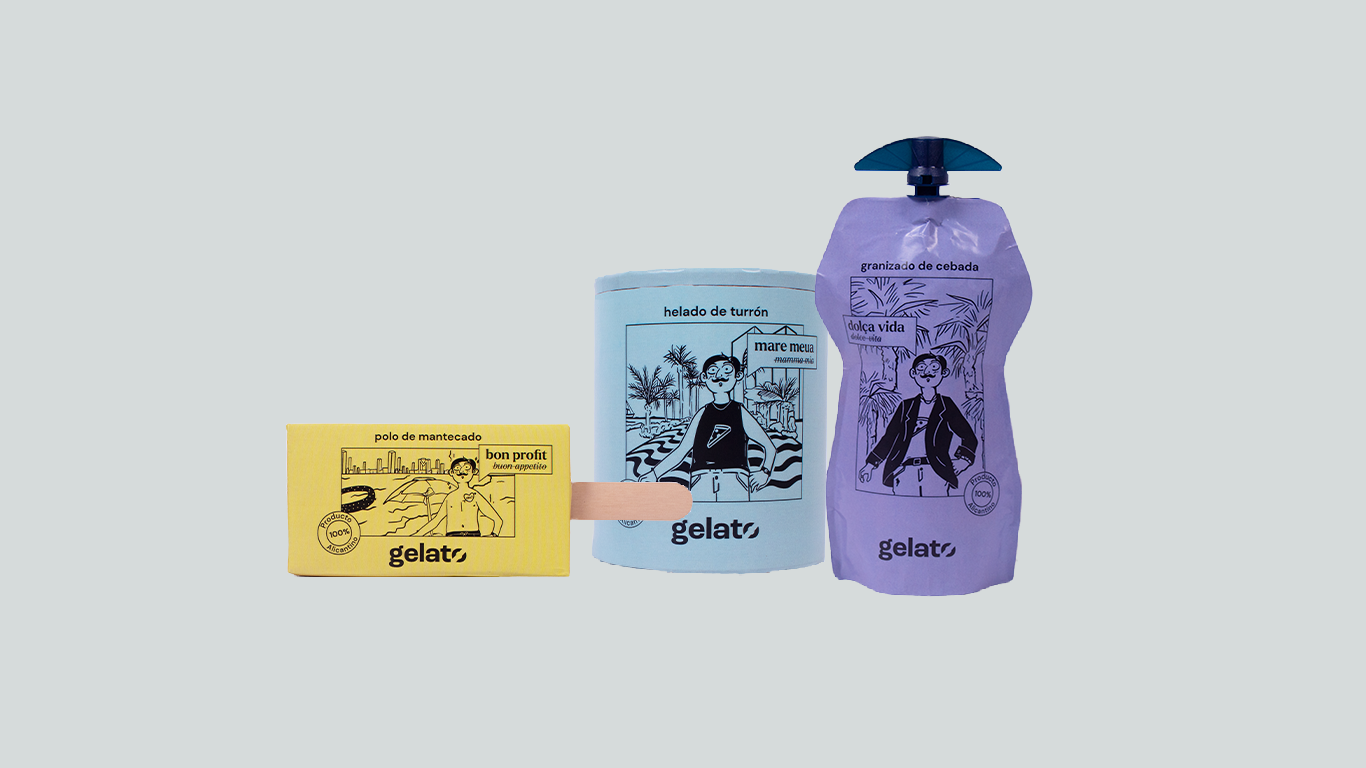 polo de mantecado
bon profit
buon appetito
Producto
100%
Alicantino
gelato
helado de turrón
mare meua
mamma mia
gelato
granizado de cebada
dolça vida
dolce vita
Producto
100%
Alicantino
gelato